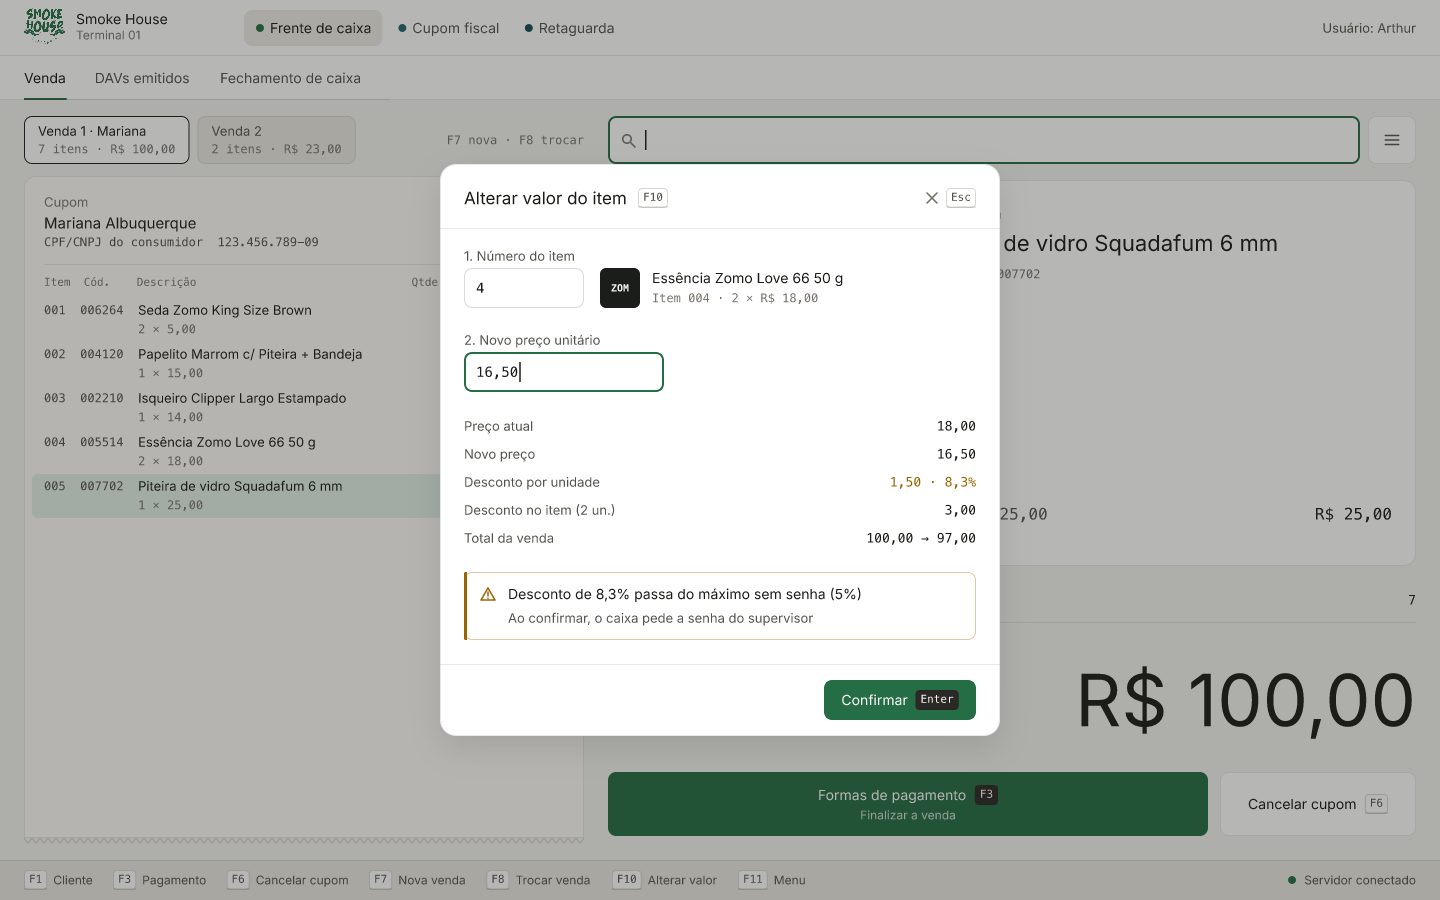 SMOKE HOUSE
Smoke House
Terminal 01
Frente de caixa
Cupom fiscal
Retaguarda
Usuário: Arthur
Venda
DAVs emitidos
Fechamento de caixa
Venda 1 · Mariana
7 itens · R$ 100,00
Venda 2
2 itens · R$ 23,00
F7 nova · F8 trocar
Cupom
Mariana Albuquerque
CPF/CNPJ do consumidor 123.456.789-09
Item Cód. Descrição Qtde
001 006264 Seda Zomo King Size Brown
2 × 5,00
002 004120 Papelito Marrom c/ Piteira + Bandeja
1 × 15,00
003 002210 Isqueiro Clipper Largo Estampado
1 × 14,00
004 005514 Essência Zomo Love 66 50 g
2 × 18,00
005 007702 Piteira de vidro Squadafum 6 mm
1 × 25,00
Alterar valor do item F10
Esc
1. Número do item
4
ZOM
Essência Zomo Love 66 50 g
Item 004 · 2 × R$ 18,00
2. Novo preço unitário
16,50
Preço atual 18,00
Novo preço 16,50
Desconto por unidade 1,50 · 8,3%
Desconto no item (2 un.) 3,00
Total da venda 100,00 → 97,00
Desconto de 8,3% passa do máximo sem senha (5%)
Ao confirmar, o caixa pede a senha do supervisor
Confirmar Enter
de vidro Squadafum 6 mm
007702
25,00
R$ 25,00
7
R$ 100,00
Formas de pagamento F3
Finalizar a venda
Cancelar cupom F6
F1 Cliente
F3 Pagamento
F6 Cancelar cupom
F7 Nova venda
F8 Trocar venda
F10 Alterar valor
F11 Menu
Servidor conectado